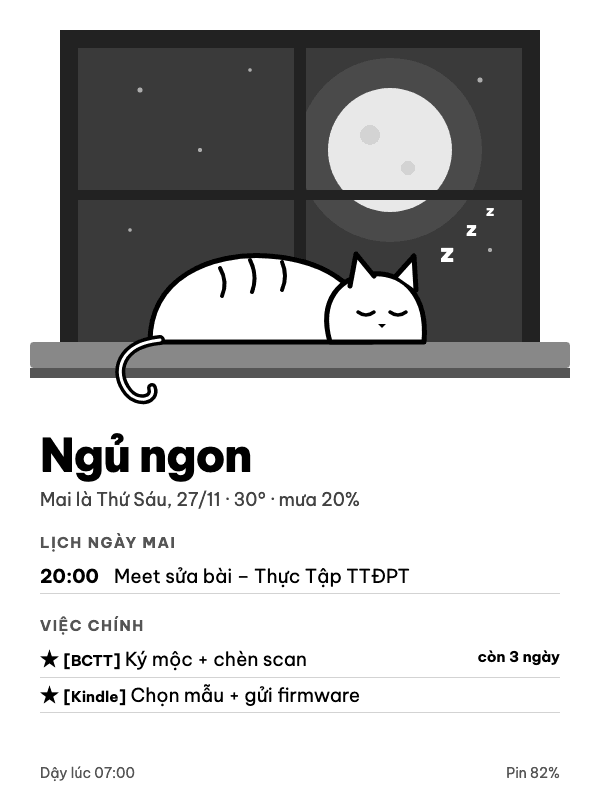 z
z
z
Ngủ ngon
Mai là Thứ Sáu, 27/11 · 30° · mưa 20%
LỊCH NGÀY MAI
20:00 Meet sửa bài – Thực Tập TTĐPT
VIỆC CHÍNH
★ [BCTT] Ký mộc + chèn scan còn 3 ngày
★ [Kindle] Chọn mẫu + gửi firmware
Dậy lúc 07:00 Pin 82%